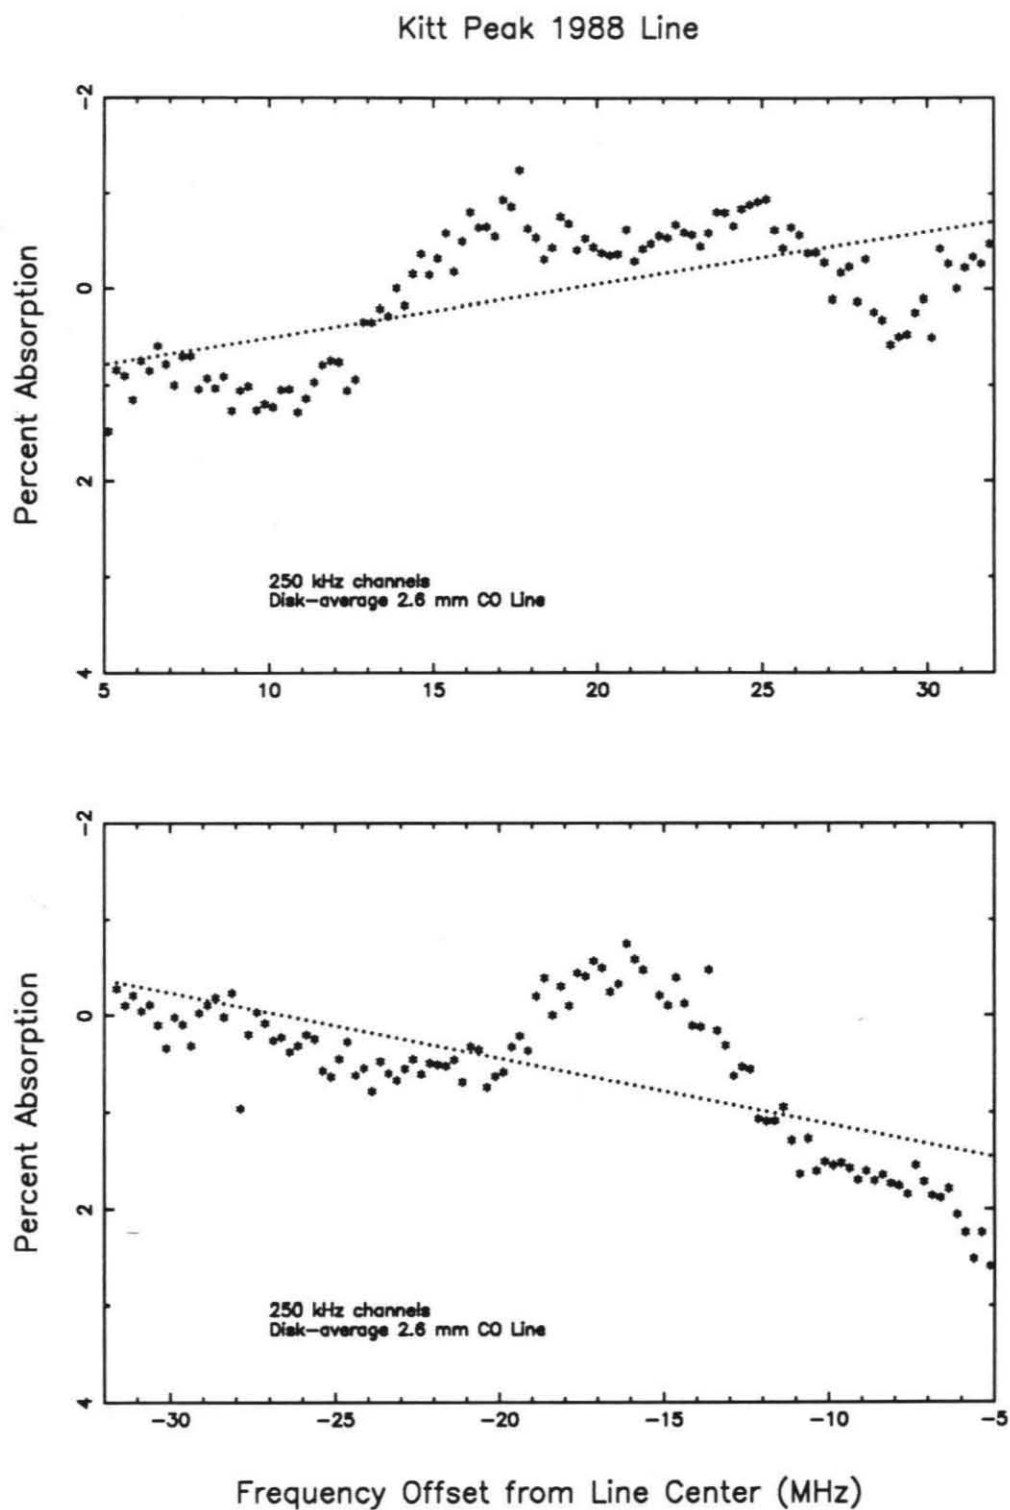 Kitt Peak 1988 Line
-2
0
2
4
Percent Absorption
250 kHz channels
Disk-average 2.6 mm CO Line
5 10 15 20 25 30
-2
0
2
4
Percent Absorption
250 kHz channels
Disk-average 2.6 mm CO Line
-30 -25 -20 -15 -10 -5
Frequency Offset from Line Center (MHz)